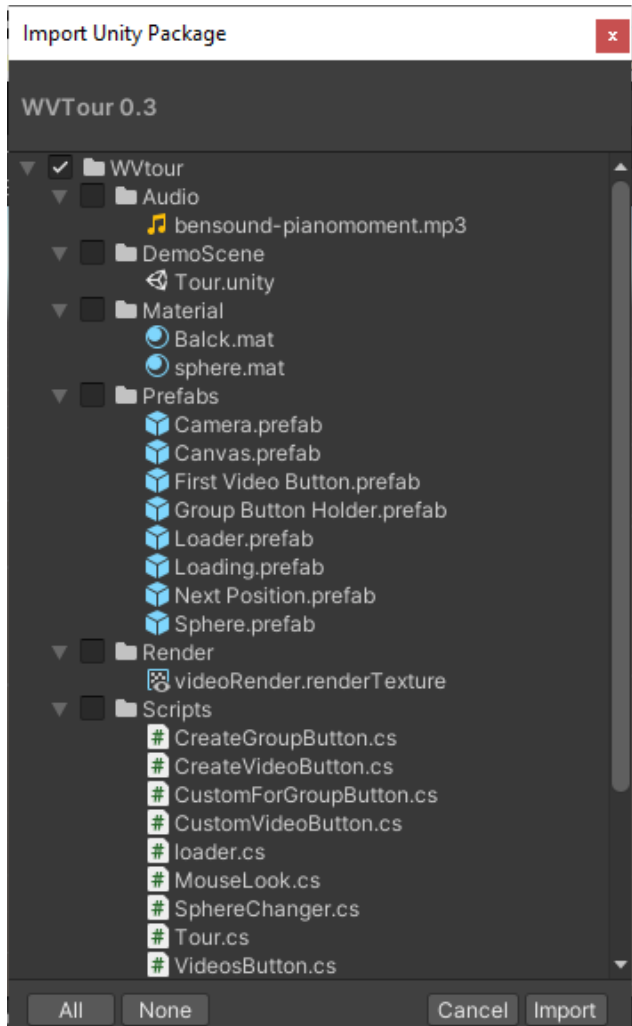 Import Unity Package
x
WVTour 0.3
WVtour
Audio
bensound-pianomoment.mp3
DemoScene
Tour.unity
Material
Balck.mat
sphere.mat
Prefabs
Camera.prefab
Canvas.prefab
First Video Button.prefab
Group Button Holder.prefab
Loader.prefab
Loading.prefab
Next Position.prefab
Sphere.prefab
Render
videoRender.renderTexture
Scripts
# CreateGroupButton.cs
# CreateVideoButton.cs
# CustomForGroupButton.cs
# CustomVideoButton.cs
# loader.cs
# MouseLook.cs
# SphereChanger.cs
# Tour.cs
# VideosButton.cs
All None Cancel Import